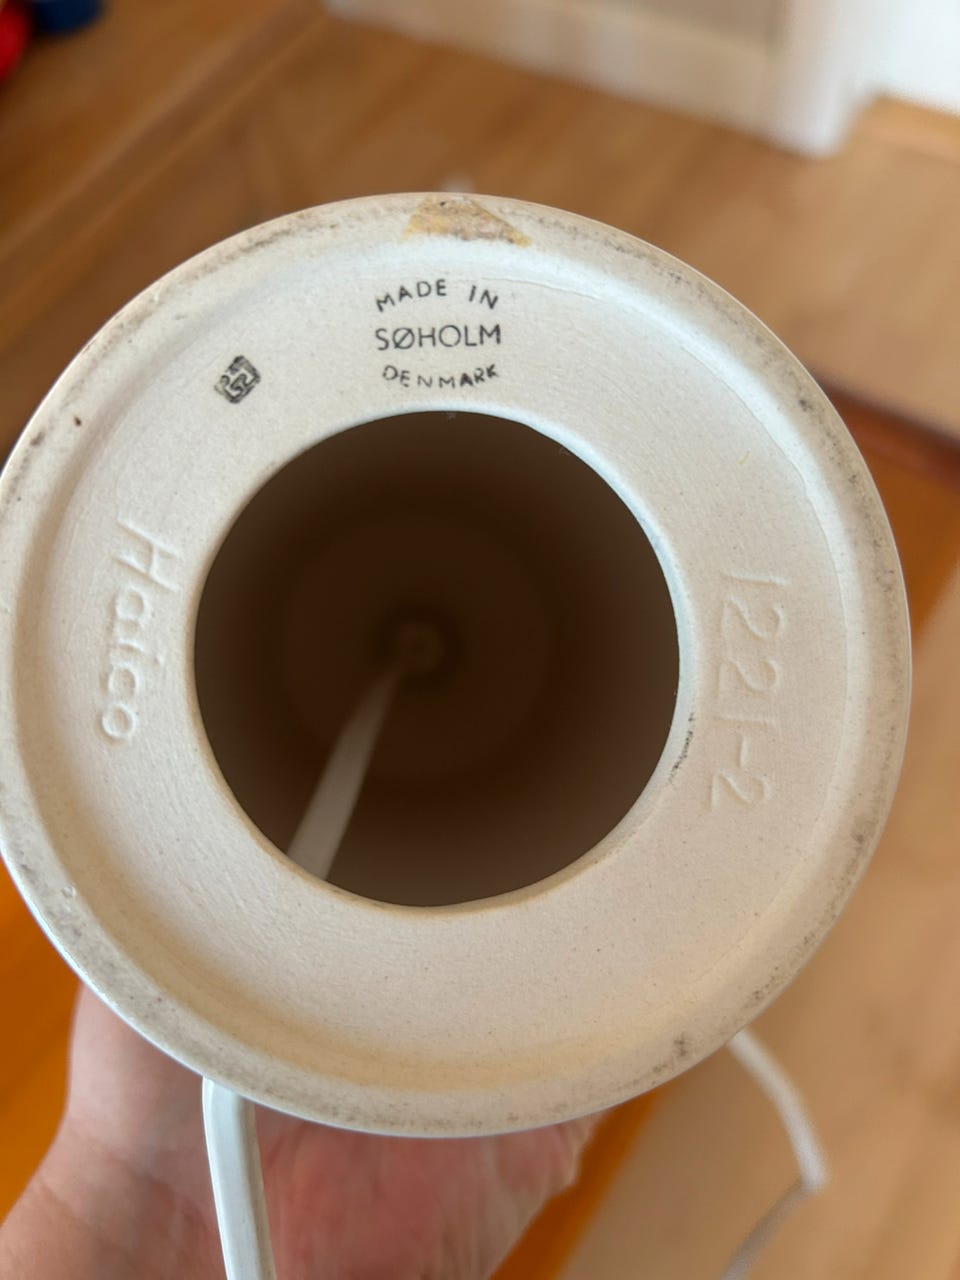 MADE IN
SØHOLM
DENMARK
Haico
1221-2